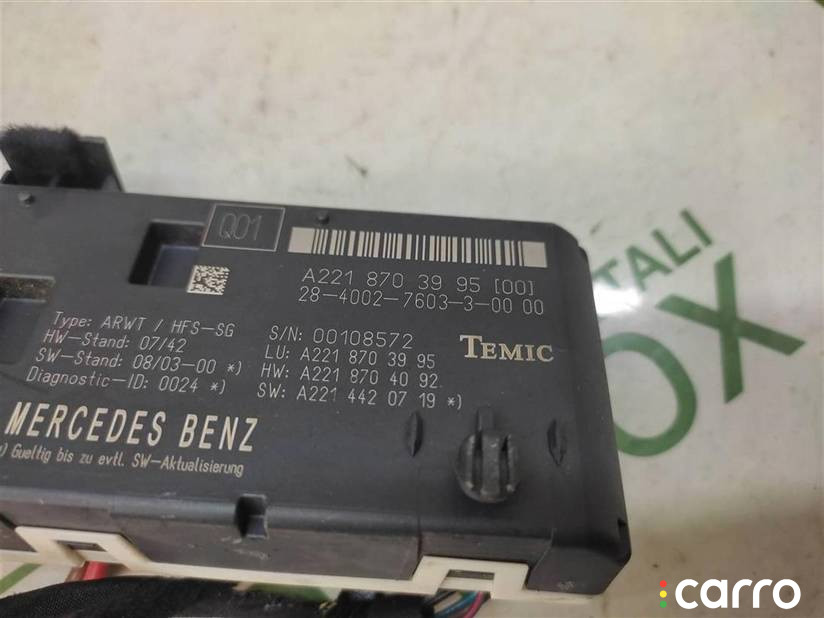 Q01
A221 870 39 95 [00]
28-4002-7603-3-00 00
Type: ARWT / HFS-SG
HW-Stand: 07/42
SW-Stand: 08/03-00 *)
Diagnostic-ID: 0024 *)
S/N: 00108572
LU: A221 870 39 95
HW: A221 870 40 92
SW: A221 442 07 19 *)
TEMIC
MERCEDES BENZ
*) Gueltig bis zu evtl. SW-Aktualisierung
TALI
OX
carro